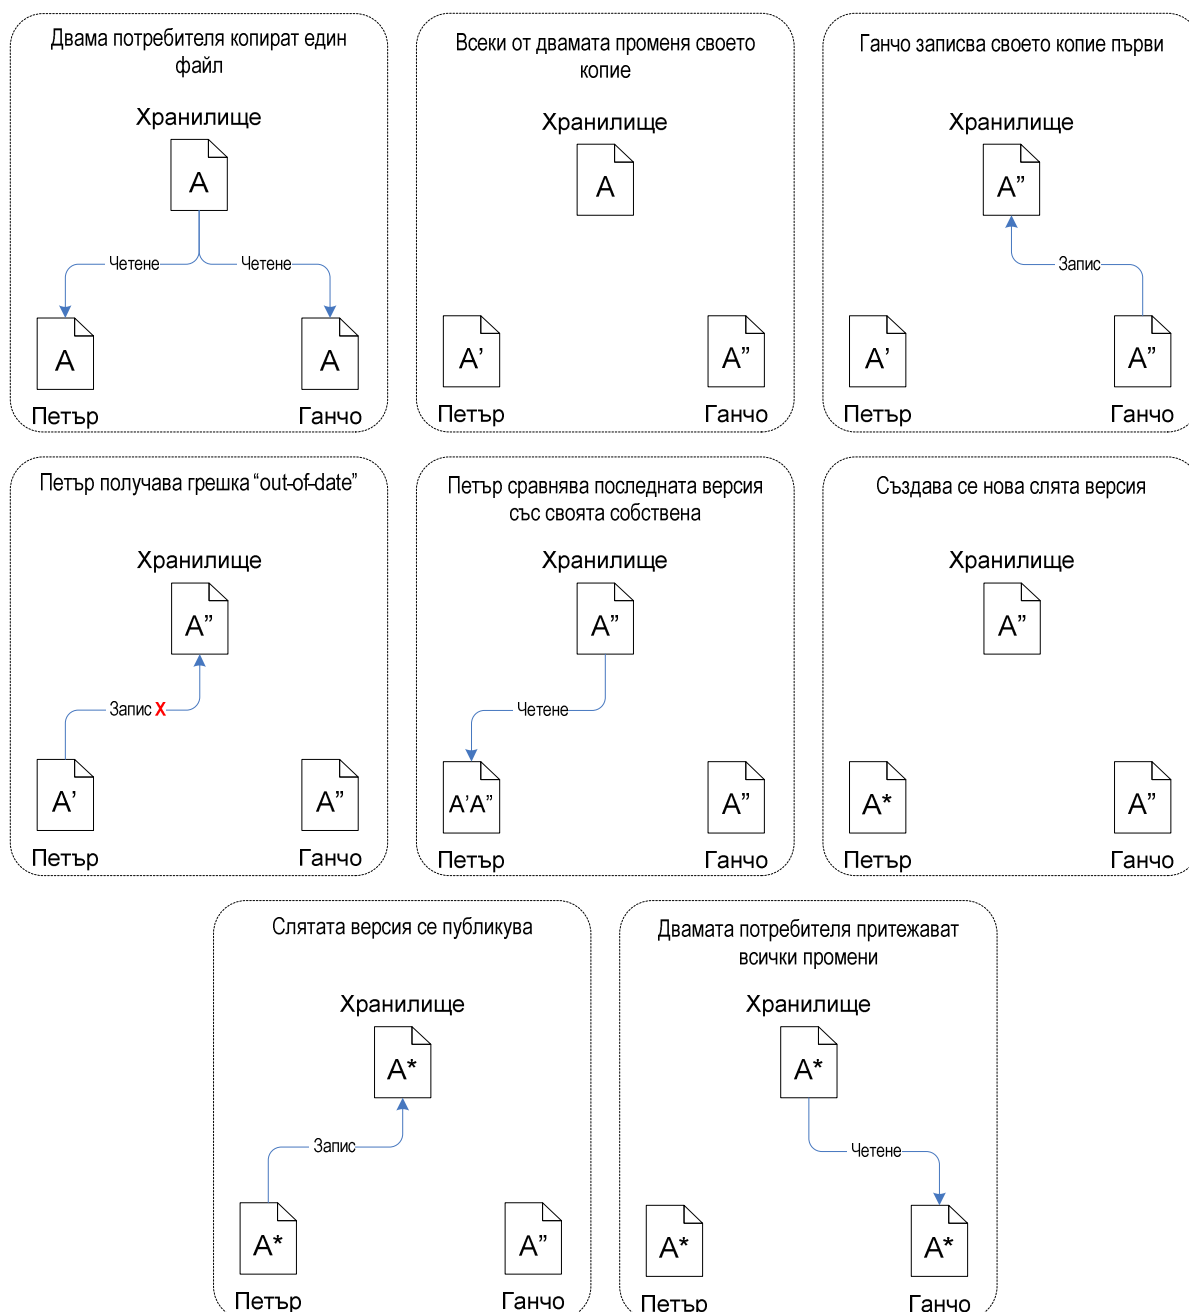 Двама потребителя копират един
файл
Хранилище
А
Четене
Четене
А
А
Петър
Ганчо
Всеки от двамата променя своето
копие
Хранилище
А
А’
А”
Петър
Ганчо
Ганчо записва своето копие първи
Хранилище
А”
Запис
А’
А”
Петър
Ганчо
Петър получава грешка “out-of-date”
Хранилище
А”
Запис X
А’
А”
Петър
Ганчо
Петър сравнява последната версия
със своята собствена
Хранилище
А”
Четене
А’А”
А”
Петър
Ганчо
Създава се нова слята версия
Хранилище
А”
А*
А”
Петър
Ганчо
Слятата версия се публикува
Хранилище
А*
Запис
А*
А”
Петър
Ганчо
Двамата потребителя притежават
всички промени
Хранилище
А*
Четене
А*
А*
Петър
Ганчо